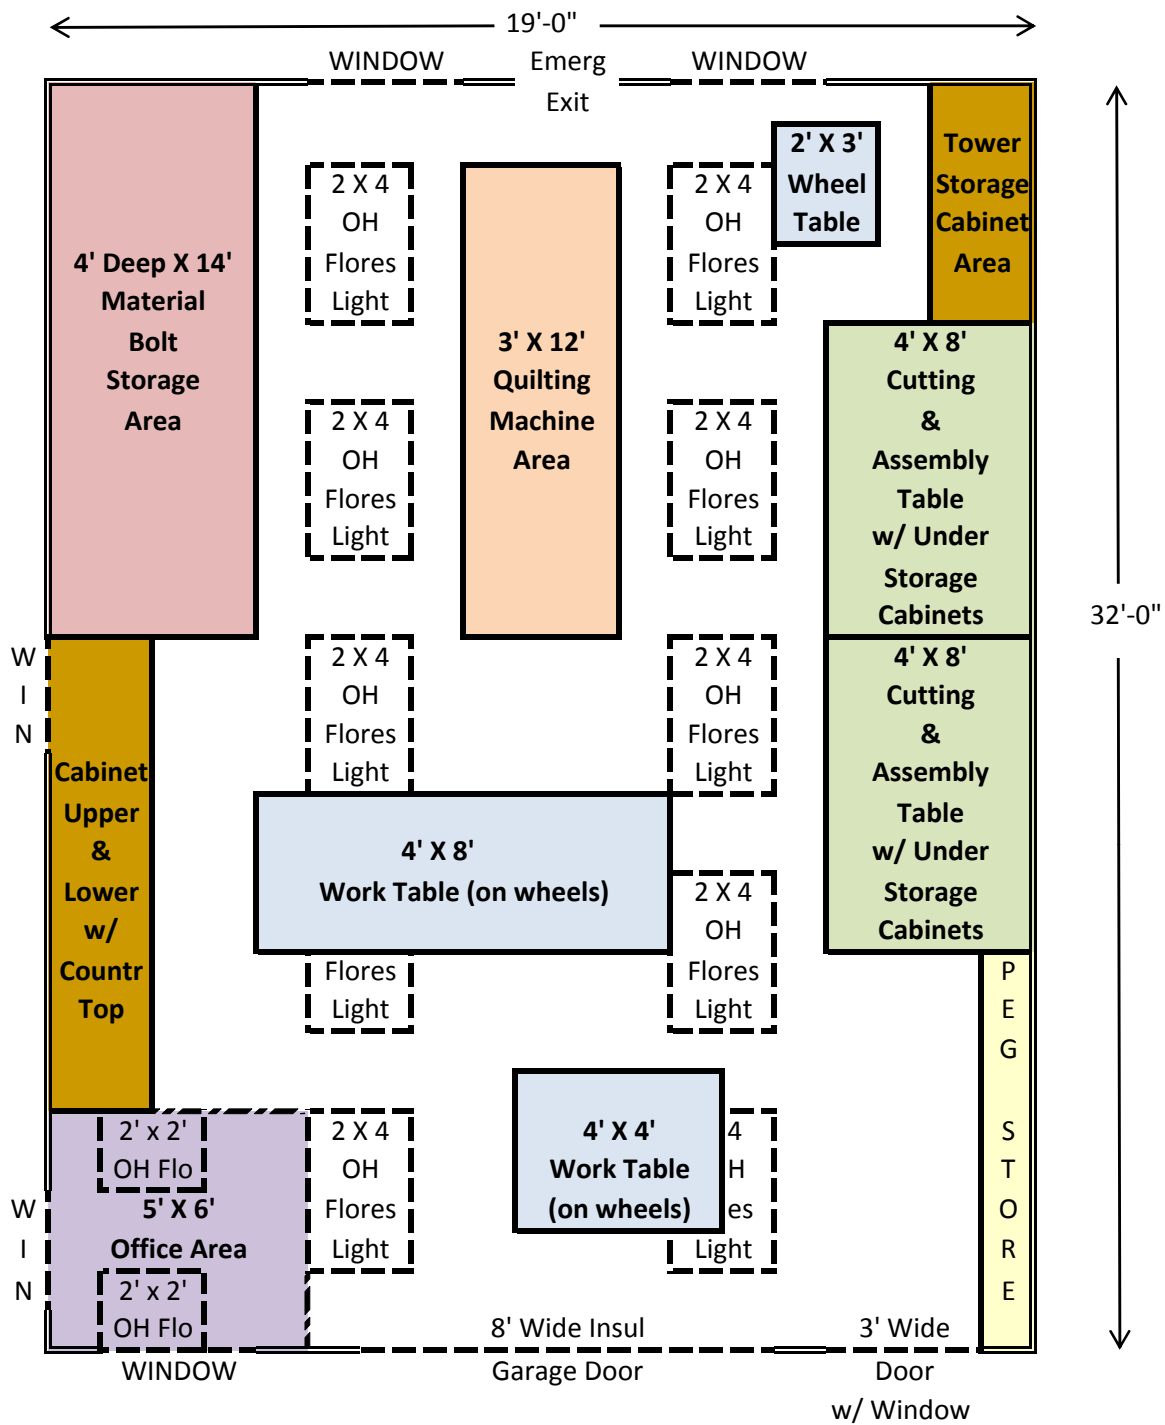 19'-0"
WINDOW
Emerg
Exit
WINDOW
4' Deep X 14'
Material
Bolt
Storage
Area
2 X 4
OH
Flores
Light
3' X 12'
Quilting
Machine
Area
2 X 4
OH
Flores
Light
2' X 3'
Wheel
Table
Tower
Storage
Cabinet
Area
2 X 4
OH
Flores
Light
2 X 4
OH
Flores
Light
4' X 8'
Cutting
&
Assembly
Table
w/ Under
Storage
Cabinets
32'-0"
W
I
N
Cabinet
Upper
&
Lower
w/
Countr
Top
2 X 4
OH
Flores
Light
2 X 4
OH
Flores
Light
4' X 8'
Cutting
&
Assembly
Table
w/ Under
Storage
Cabinets
4' X 8'
Work Table (on wheels)
Flores
Light
2 X 4
OH
Flores
Light
P
E
G
S
T
O
R
E
2' x 2'
OH Flo
5' X 6'
Office Area
2' x 2'
OH Flo
W
I
N
2 X 4
OH
Flores
Light
4' X 4'
Work Table
(on wheels)
4
H
es
Light
WINDOW
8' Wide Insul
Garage Door
3' Wide
Door
w/ Window